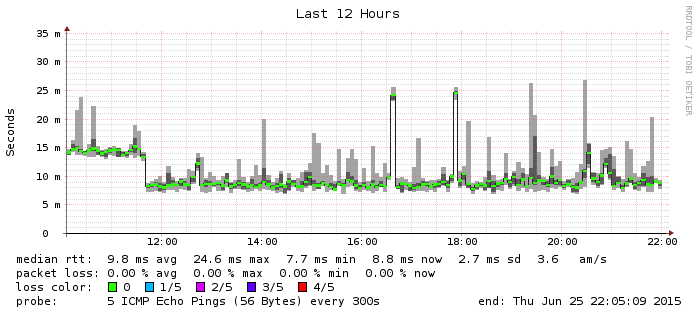 Last 12 Hours
RRDTOOL / TOBI OETIKER
Seconds
35 m
30 m
25 m
20 m
15 m
10 m
5 m
0
12:00 14:00 16:00 18:00 20:00 22:00
median rtt: 9.8 ms avg 24.6 ms max 7.7 ms min 8.8 ms now 2.7 ms sd 3.6 am/s
packet loss: 0.00 % avg 0.00 % max 0.00 % min 0.00 % now
loss color: 0 1/5 2/5 3/5 4/5
probe: 5 ICMP Echo Pings (56 Bytes) every 300s end: Thu Jun 25 22:05:09 2015